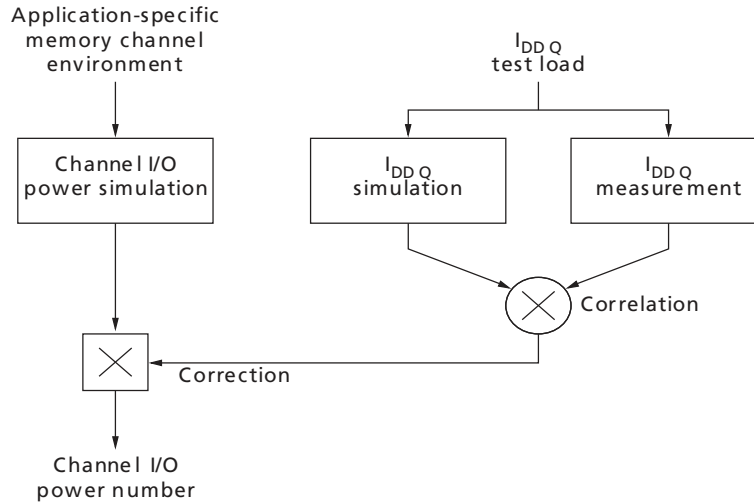 Application-specific
memory channel
environment
I_DD Q
test load
Channel I/O
power simulation
I_DD Q
simulation
I_DD Q
measurement
Correlation
Correction
Channel I/O
power number